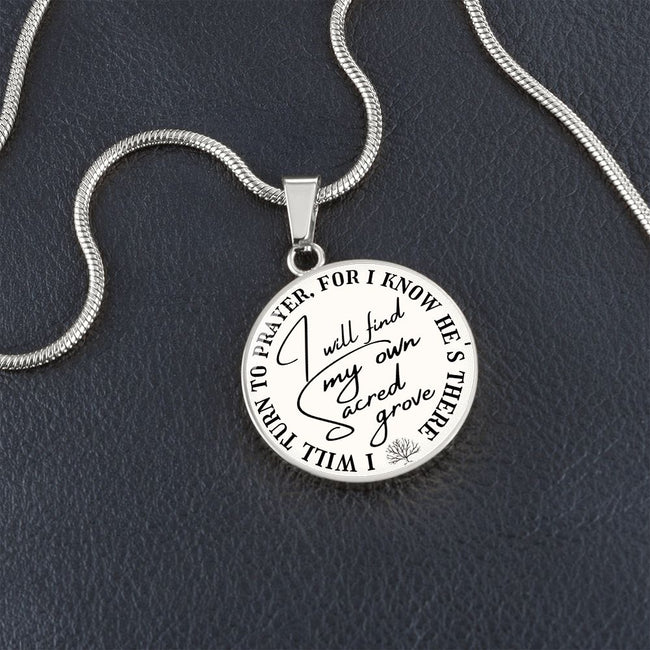 I WILL TURN TO PRAYER, FOR I KNOW HE'S THERE
I will find
my own
Sacred
grove